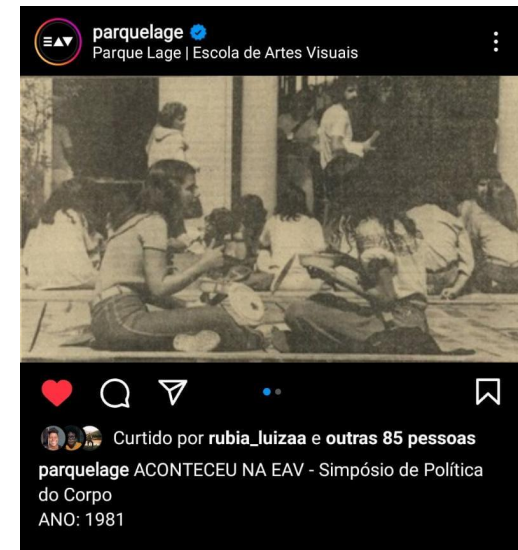 EAV
parquelage
Parque Lage | Escola de Artes Visuais
Curtido por rubia_luizaa e outras 85 pessoas
parquelage ACONTECEU NA EAV - Simpósio de Política
do Corpo
ANO: 1981